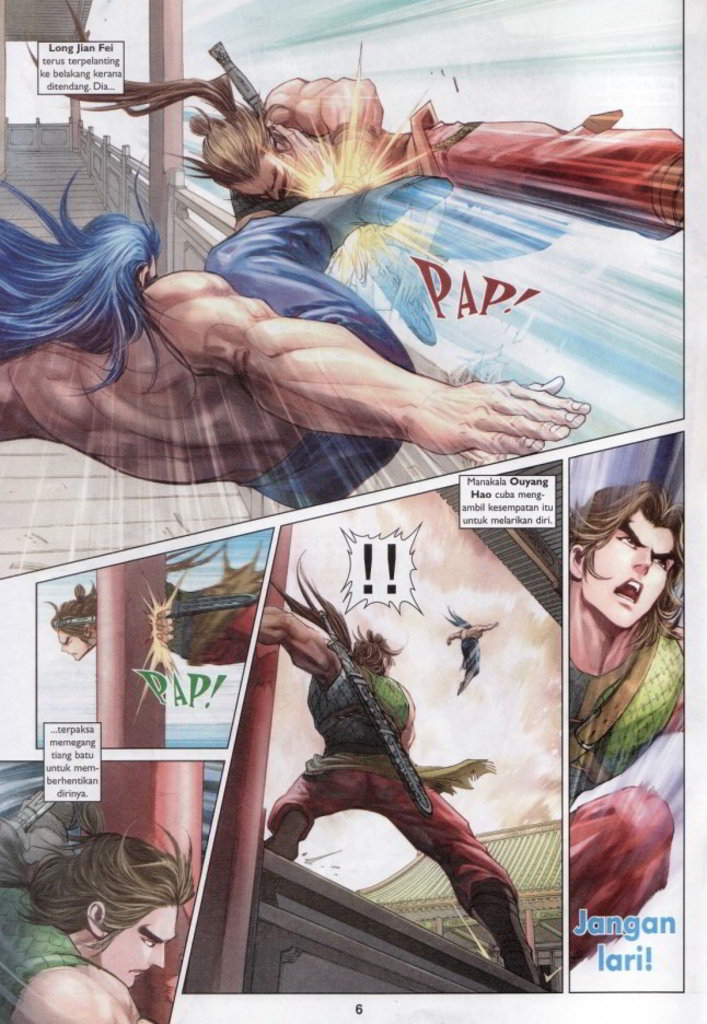 Long Jian Fei
terus terpelanting
ke belakang kerana
ditendang. Dia...
PAP!
Manakala Ouyang
Hao cuba meng-
ambil kesempatan itu
untuk melarikan diri.
!!
PAP!
...terpaksa
memegang
tiang batu
untuk mem-
berhentikan
dirinya.
Jangan
lari!
6